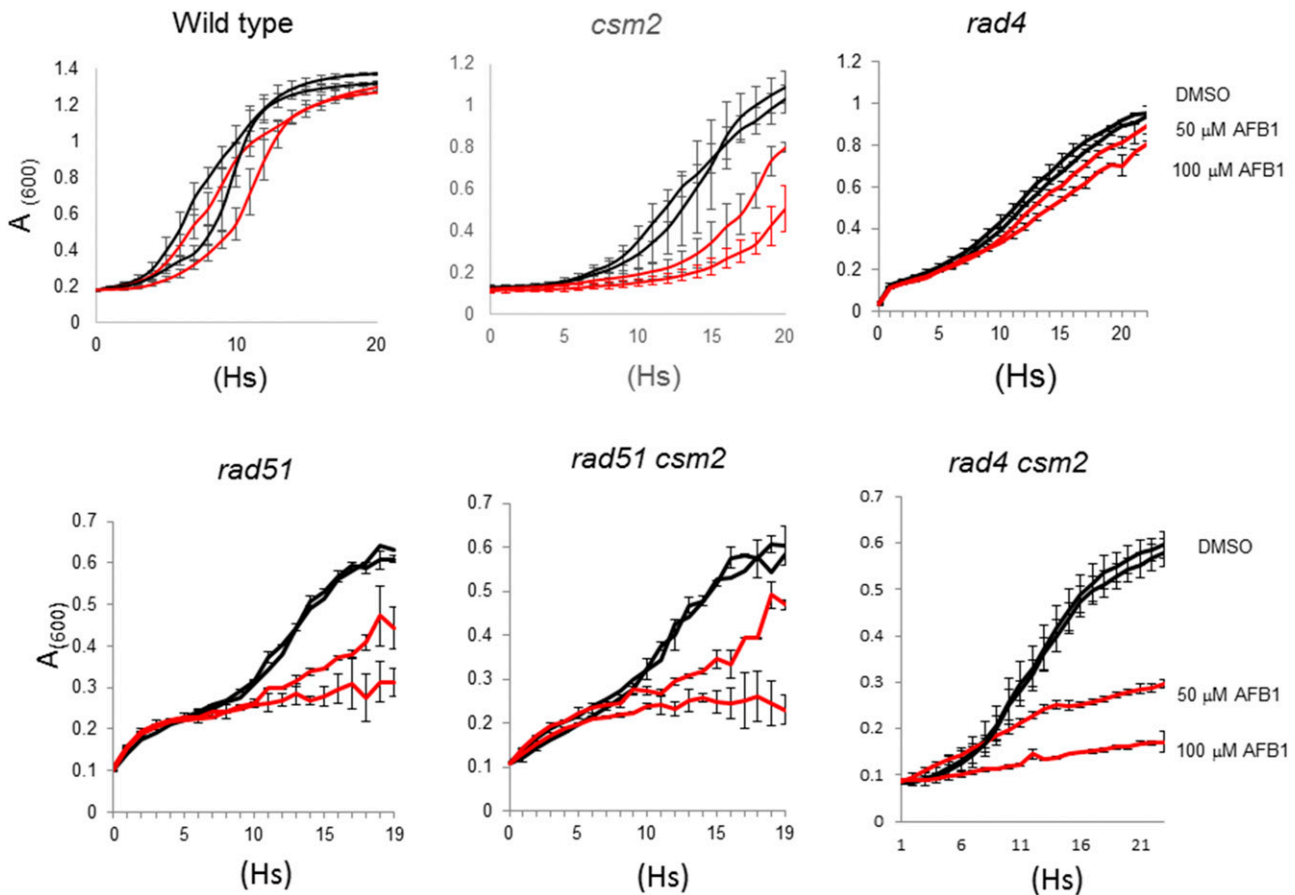 Wild type
csm2
rad4
A (600)
1.4
1.2
1
0.8
0.6
0.4
0.2
0
0 10 20
(Hs)
1.2
1
0.8
0.6
0.4
0.2
0
0 5 10 15 20
(Hs)
1.2
1
0.8
0.6
0.4
0.2
0
0 5 10 15 20
(Hs)
DMSO
50 μM AFB1
100 μM AFB1
rad51
rad51 csm2
rad4 csm2
A(600)
0.7
0.6
0.5
0.4
0.3
0.2
0.1
0
0 5 10 15 19
(Hs)
0.7
0.6
0.5
0.4
0.3
0.2
0.1
0
0 5 10 15 19
(Hs)
0.7
0.6
0.5
0.4
0.3
0.2
0.1
0
1 6 11 16 21
(Hs)
DMSO
50 μM AFB1
100 μM AFB1